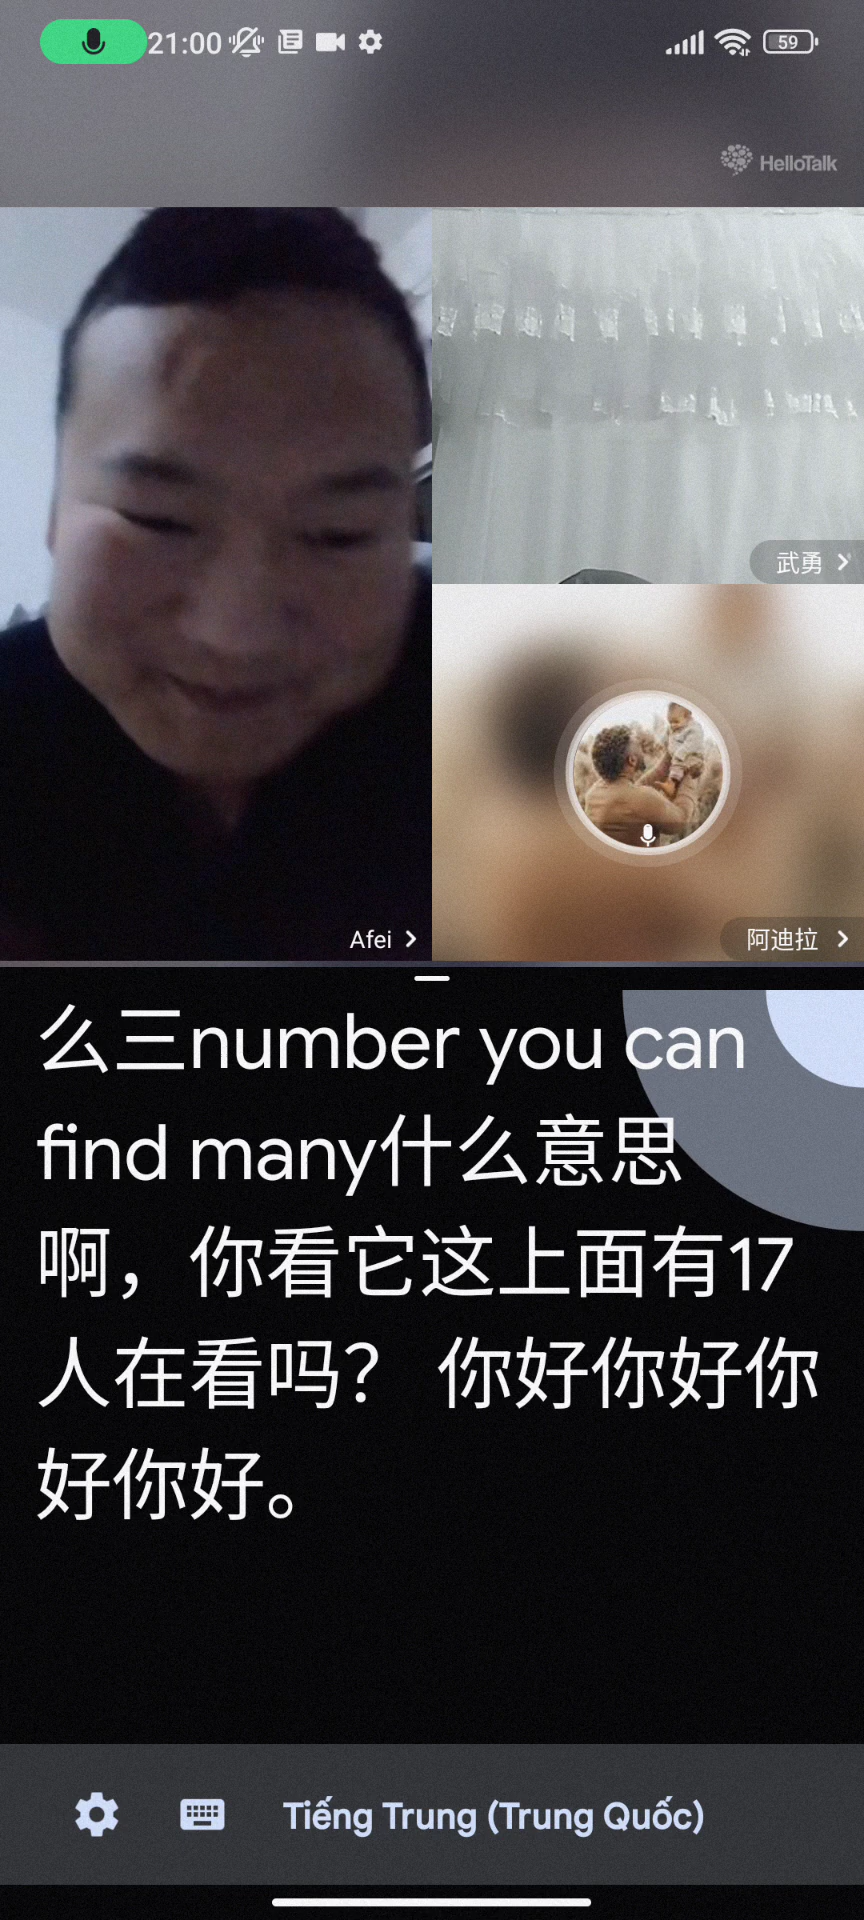 21:00
59
HelloTalk
武勇
Afei
阿迪拉
么三number you can
find many什么意思
啊，你看它这上面有17
人在看吗？ 你好你好你
好你好。
Tiếng Trung (Trung Quốc)